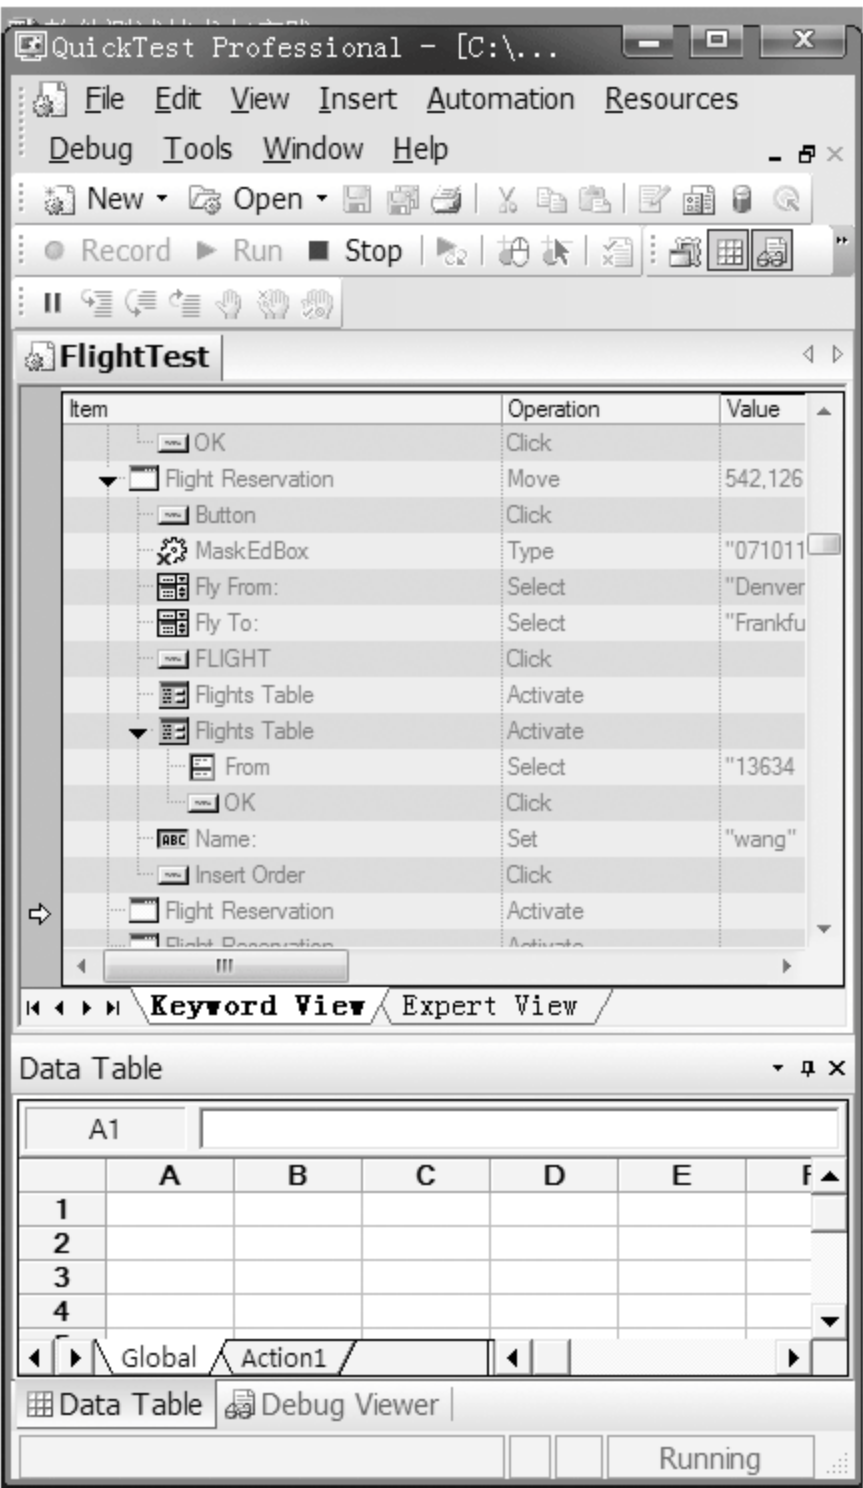 QuickTest Professional - [C:\...
File Edit View Insert Automation Resources
Debug Tools Window Help
New Open
Record Run Stop
FlightTest
Item Operation Value
OK Click
Flight Reservation Move 542,126
Button Click
MaskEdBox Type "071011
Fly From: Select "Denver
Fly To: Select "Frankfu
FLIGHT Click
Flights Table Activate
Flights Table Activate
From Select "13634
OK Click
ABC Name: Set "wang"
Insert Order Click
Flight Reservation Activate
Flight Reservation Activate
Keyword View Expert View
Data Table
A1
A B C D E
1
2
3
4
Global Action1
Data Table Debug Viewer
Running